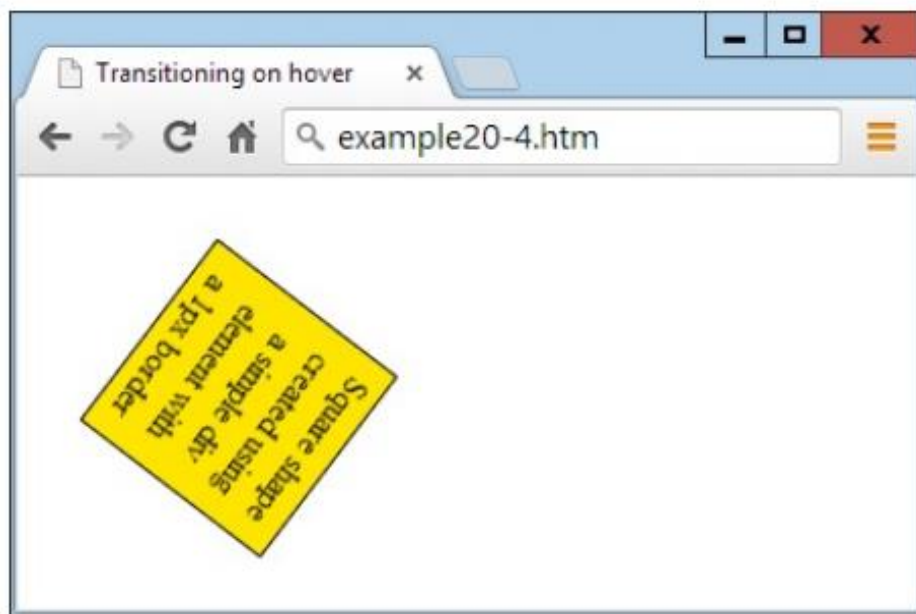 Transitioning on hover
example20-4.htm
Square shape
created using
a simple div
element with
a 1px border